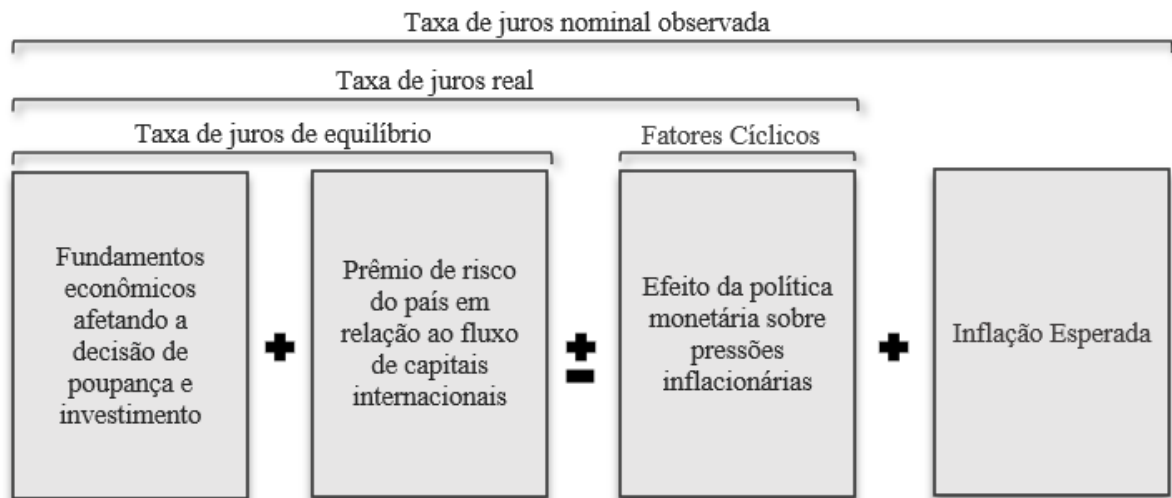 Taxa de juros nominal observada
Taxa de juros real
Taxa de juros de equilíbrio
Fatores Cíclicos
Fundamentos
econômicos
afetando a
decisão de
poupança e
investimento
+
Prêmio de risco
do país em
relação ao fluxo
de capitais
internacionais
±
Efeito da política
monetária sobre
pressões
inflacionárias
+
Inflação Esperada